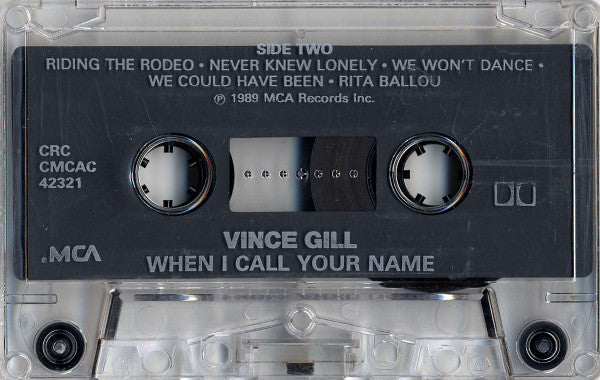 SIDE TWO
RIDING THE RODEO • NEVER KNEW LONELY • WE WON'T DANCE •
WE COULD HAVE BEEN • RITA BALLOU
℗ 1989 MCA Records Inc.
CRC
CMCAC
42321
MCA
VINCE GILL
WHEN I CALL YOUR NAME